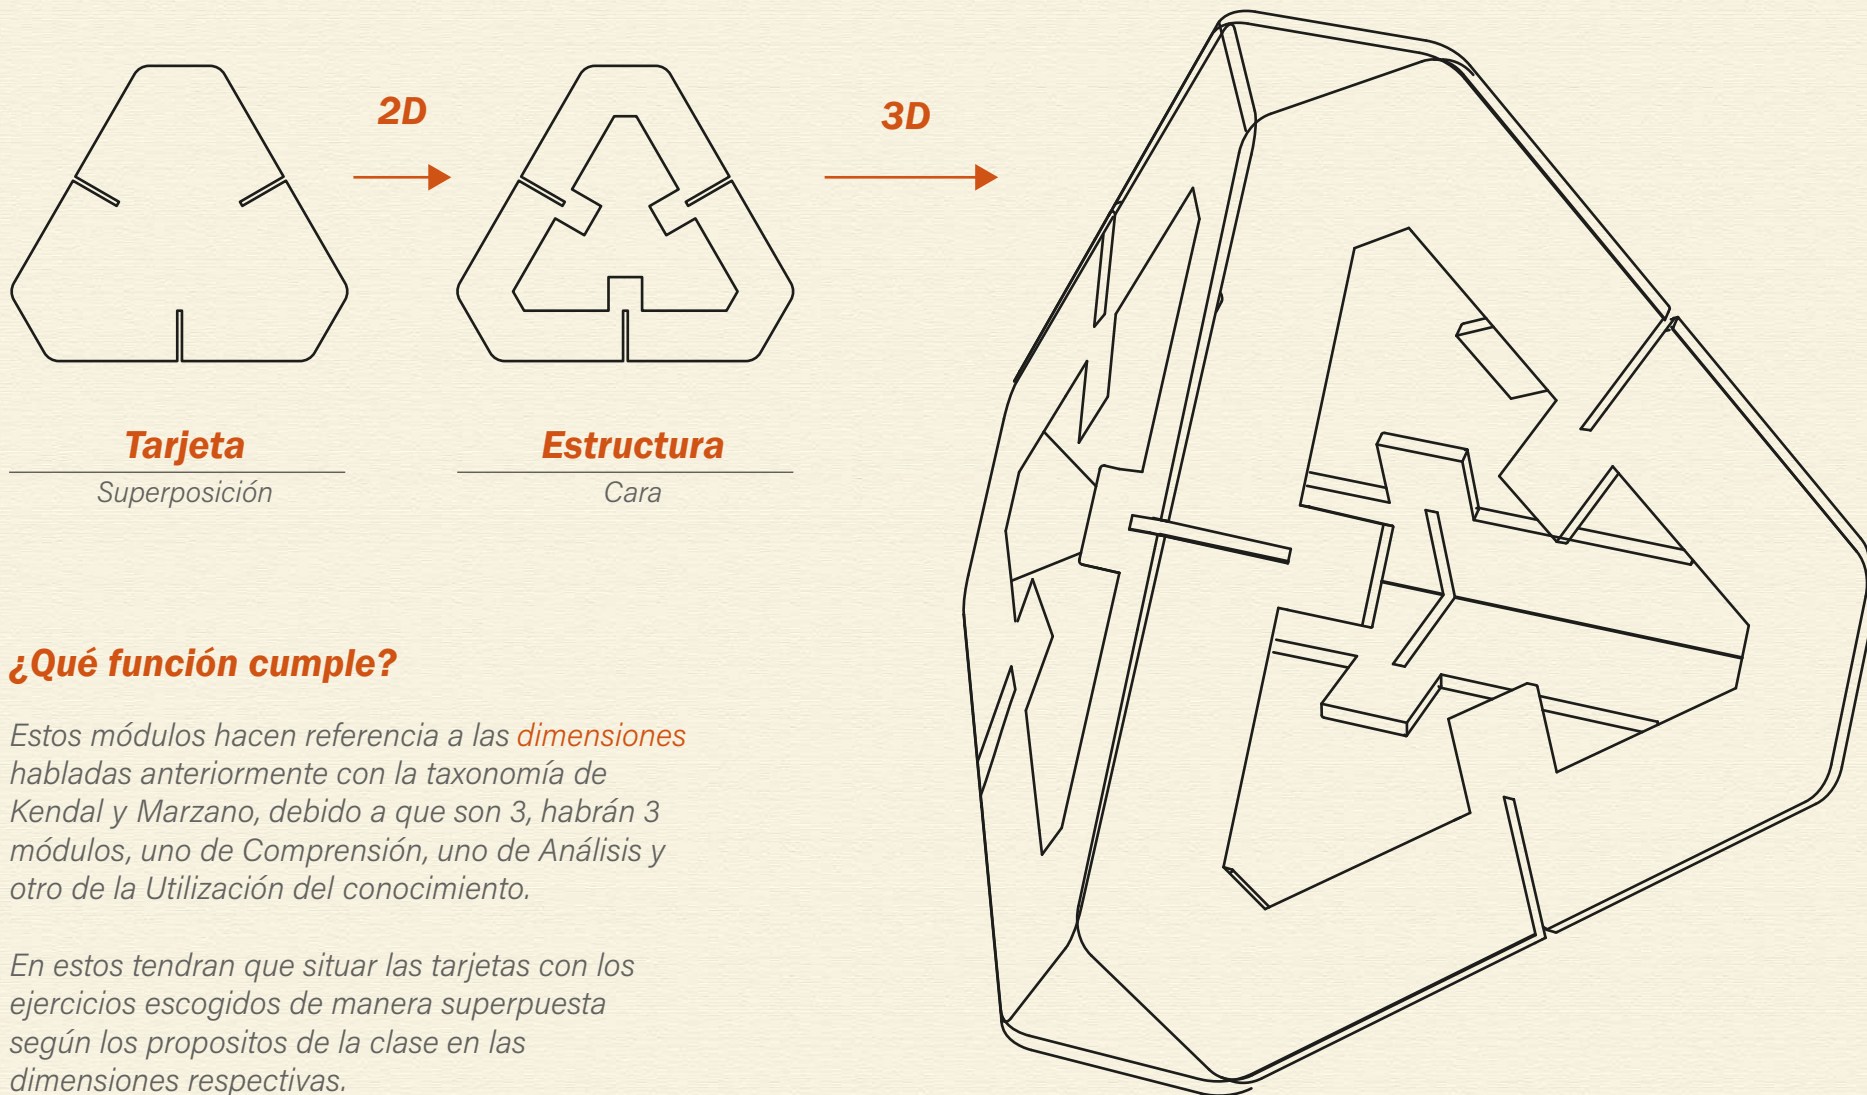 2D
3D
Tarjeta
Superposición
Estructura
Cara
¿Qué función cumple?
Estos módulos hacen referencia a las dimensiones
habladas anteriormente con la taxonomía de
Kendal y Marzano, debido a que son 3, habrán 3
módulos, uno de Comprensión, uno de Análisis y
otro de la Utilización del conocimiento.
En estos tendran que situar las tarjetas con los
ejercicios escogidos de manera superpuesta
según los propositos de la clase en las
dimensiones respectivas.